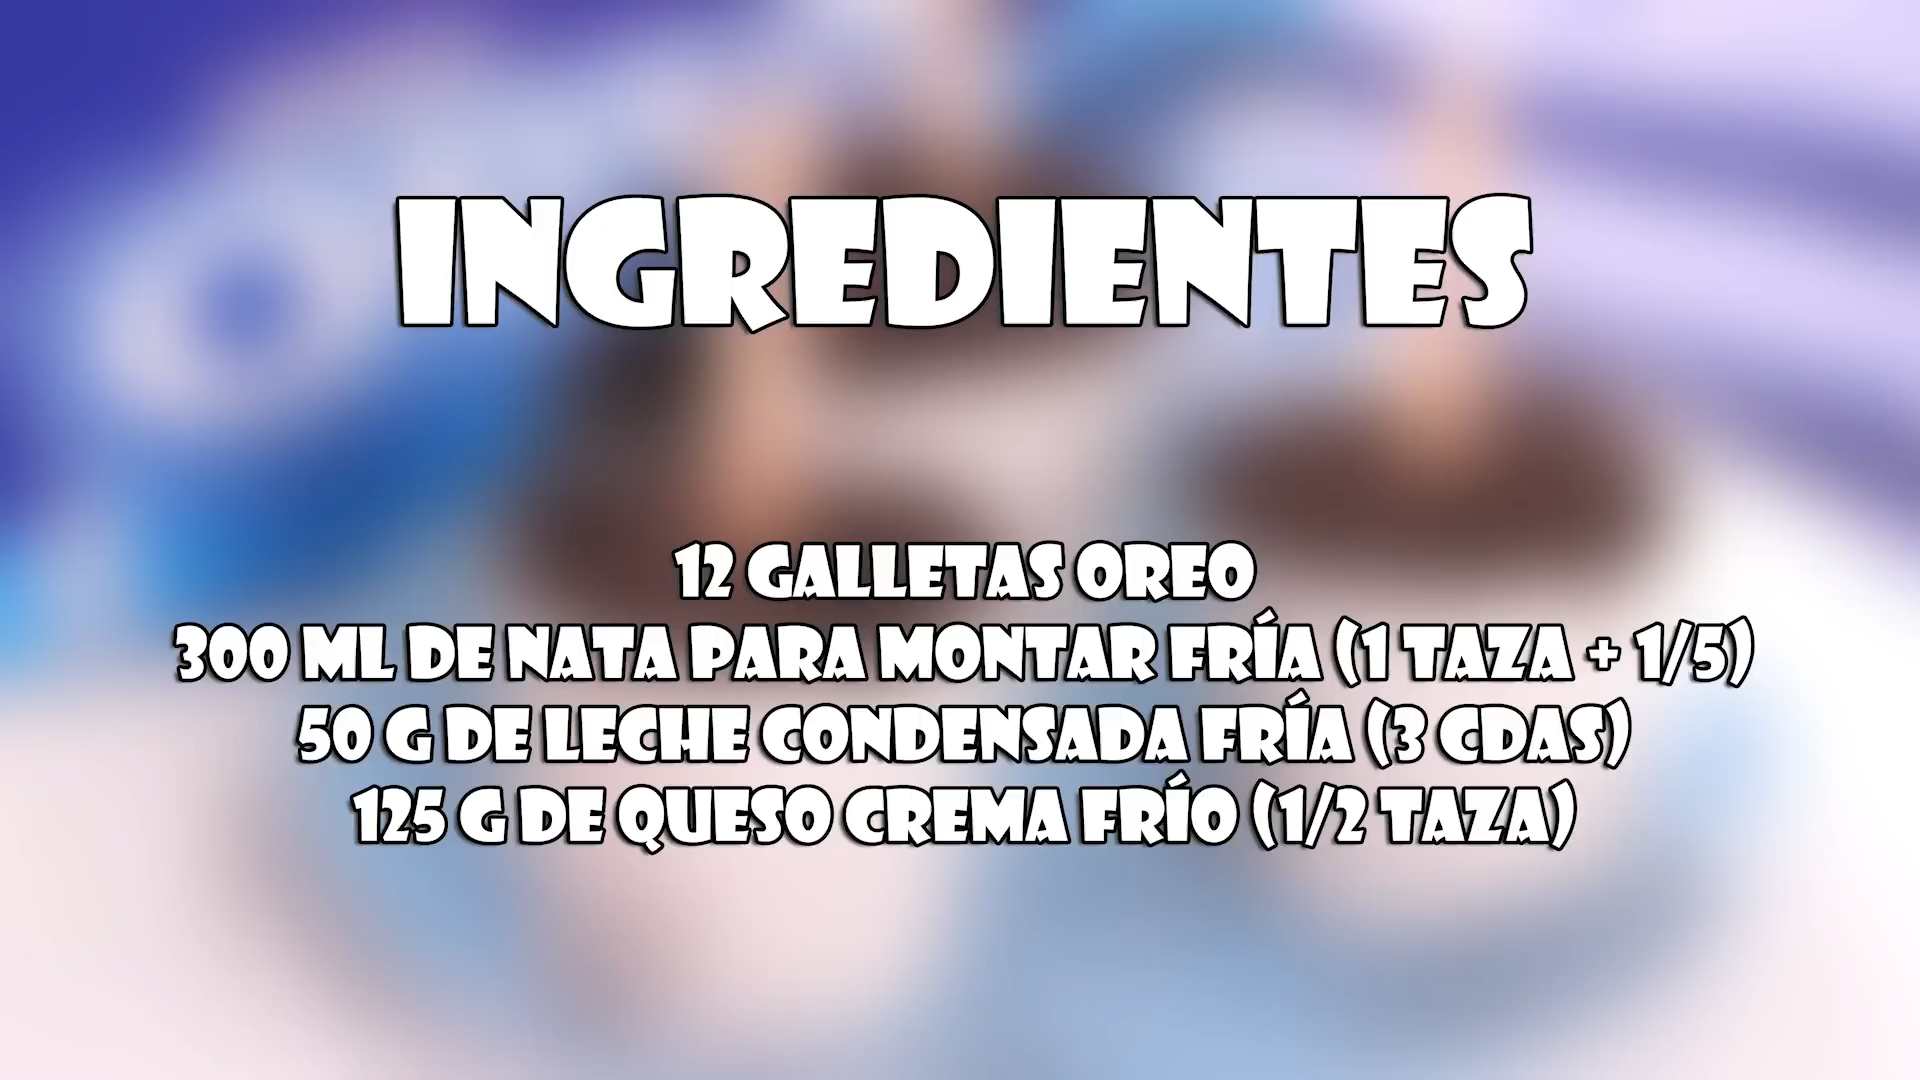 INGREDIENTES
12 GALLETAS OREO
300 ML DE NATA PARA MONTAR FRÍA (1 TAZA + 1/5)
50 G DE LECHE CONDENSADA FRÍA (3 CDAS)
125 G DE QUESO CREMA FRÍO (1/2 TAZA)